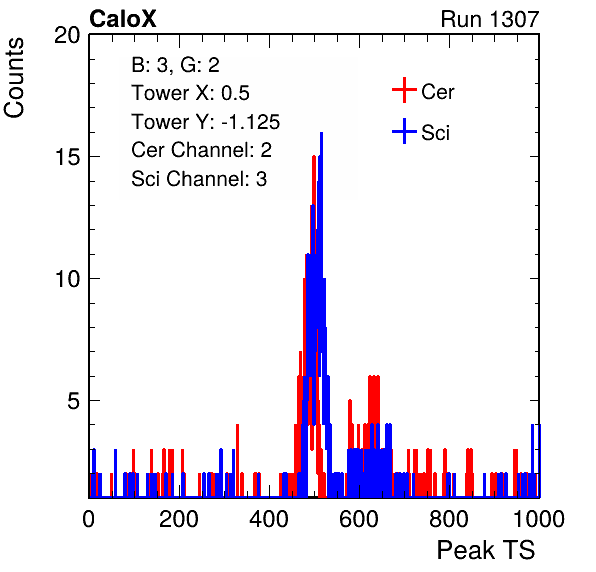 CaloX Run 1307
Counts
20
15
10
5
B: 3, G: 2
Tower X: 0.5
Tower Y: -1.125
Cer Channel: 2
Sci Channel: 3
Cer
Sci
0 200 400 600 800 1000
Peak TS